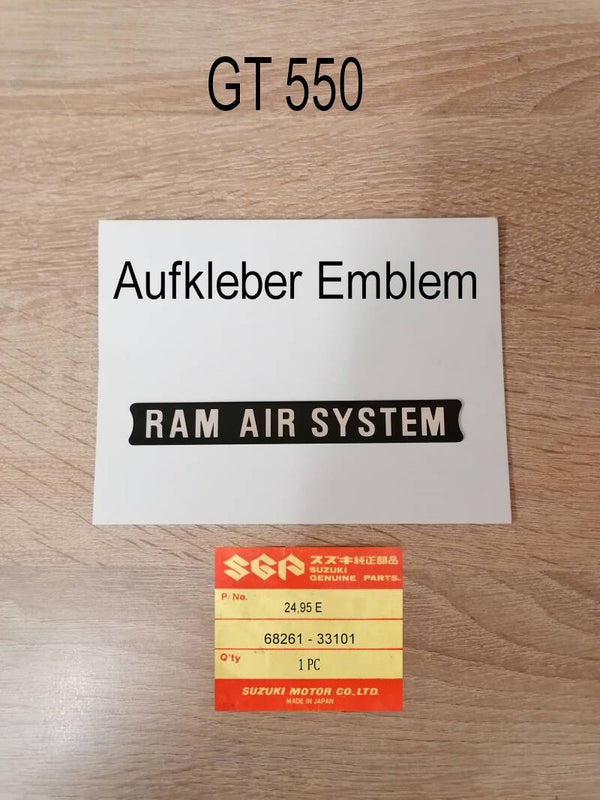 GT 550
Aufkleber Emblem
RAM AIR SYSTEM
SGP スズキ純正部品
SUZUKI
GENUINE PARTS.
P/No.
24,95 E
68261 - 33101
Q'ty
1 PC
SUZUKI MOTOR CO.,LTD.
MADE IN JAPAN